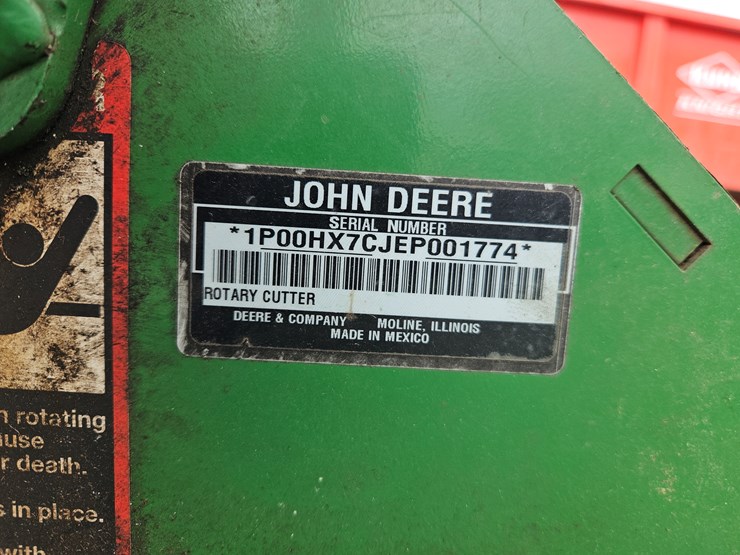 JOHN DEERE
SERIAL NUMBER
*1P00HX7CJEP001774*
ROTARY CUTTER
DEERE & COMPANY MOLINE, ILLINOIS
MADE IN MEXICO
rotating
death.
in place.
with